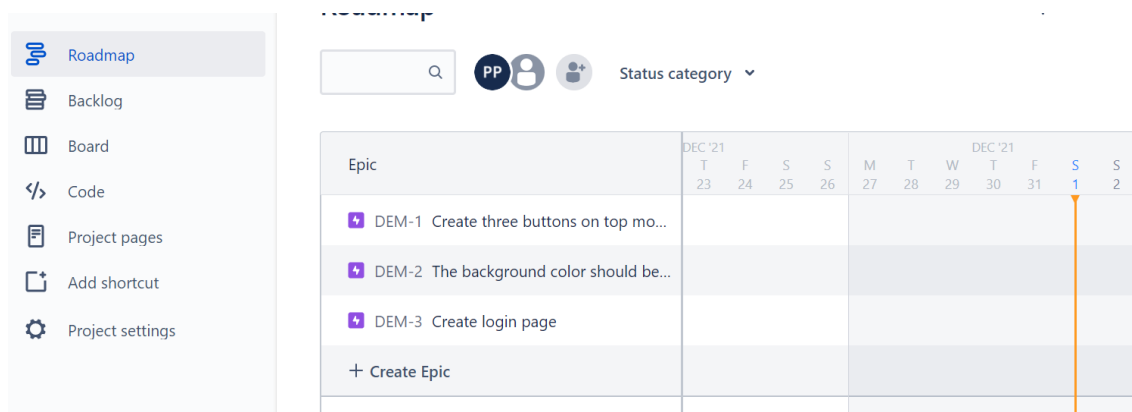 Roadmap
Roadmap
Backlog
Board
Code
Project pages
Add shortcut
Project settings
PP
Status category
Epic
DEC '21
DEC '21
T F S S M T W T F S S
23 24 25 26 27 28 29 30 31 1 2
DEM-1 Create three buttons on top mo...
DEM-2 The background color should be...
DEM-3 Create login page
+ Create Epic